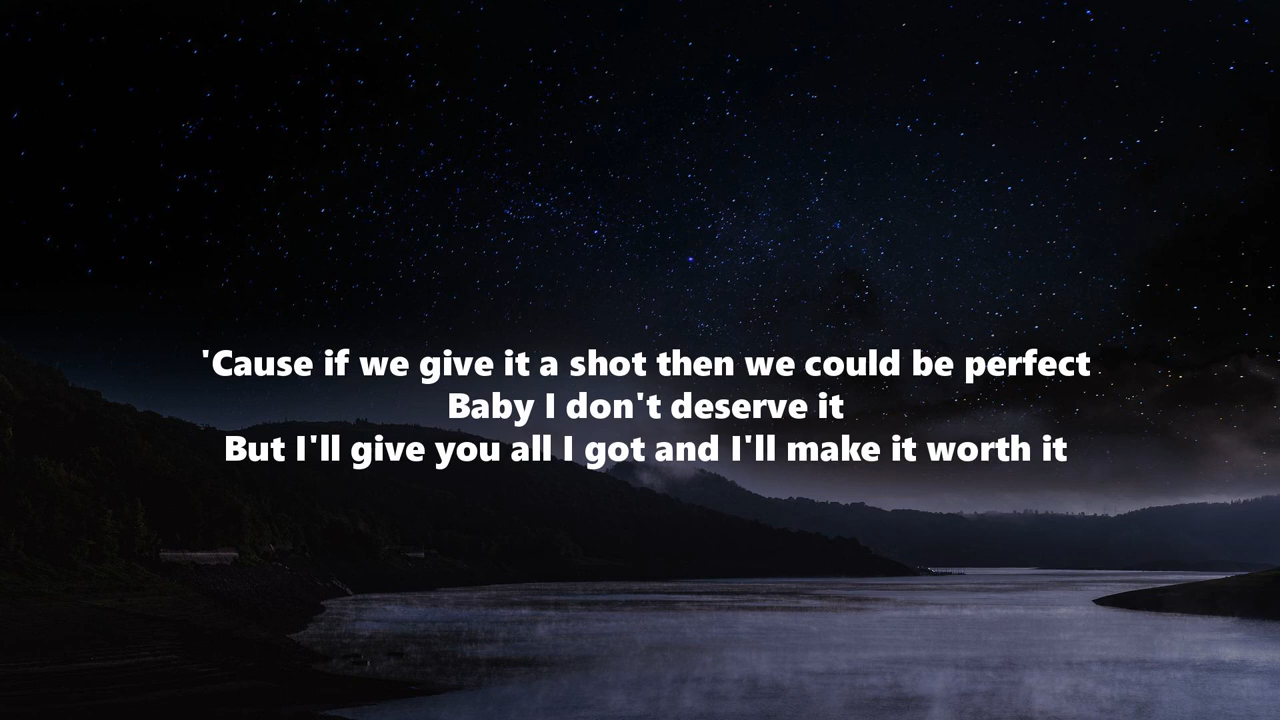 'Cause if we give it a shot then we could be perfect
Baby I don't deserve it
But I'll give you all I got and I'll make it worth it